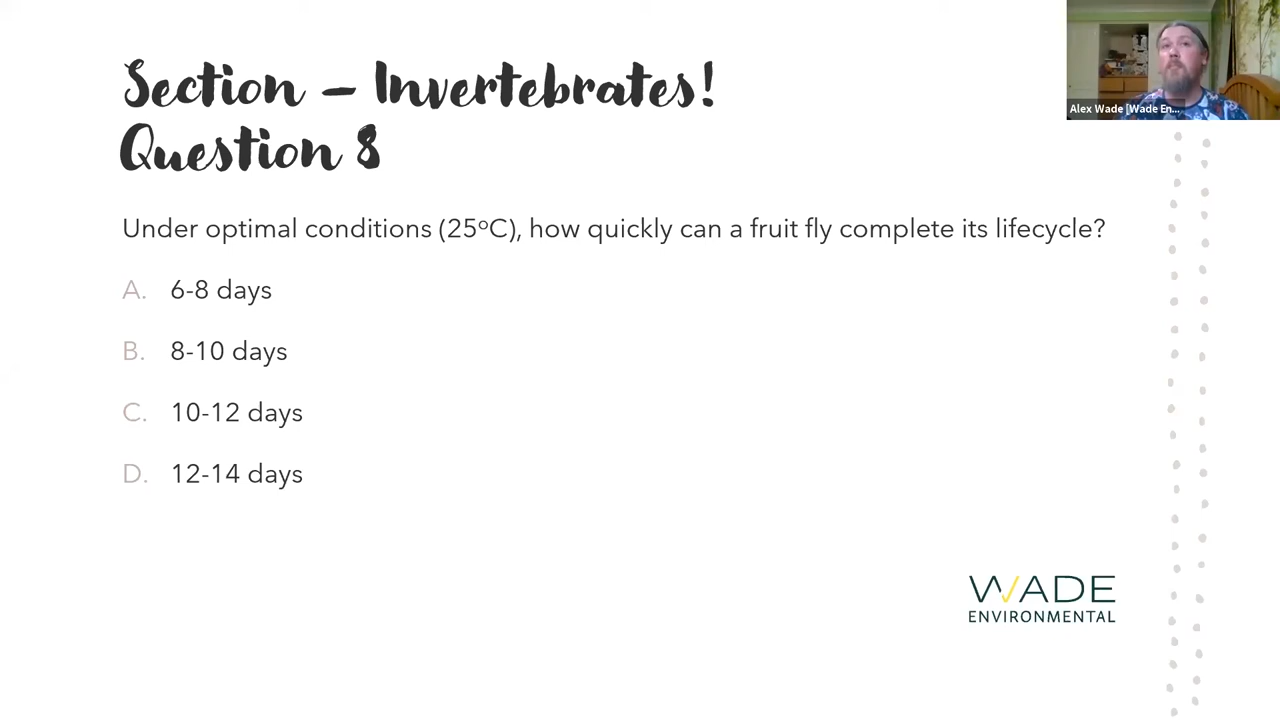 Section – Invertebrates!
Question 8
Alex Wade [Wade En...
Under optimal conditions (25ºC), how quickly can a fruit fly complete its lifecycle?
A. 6-8 days
B. 8-10 days
C. 10-12 days
D. 12-14 days
WADE
ENVIRONMENTAL